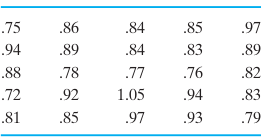 .75 .86 .84 .85 .97
.94 .89 .84 .83 .89
.88 .78 .77 .76 .82
.72 .92 1.05 .94 .83
.81 .85 .97 .93 .79